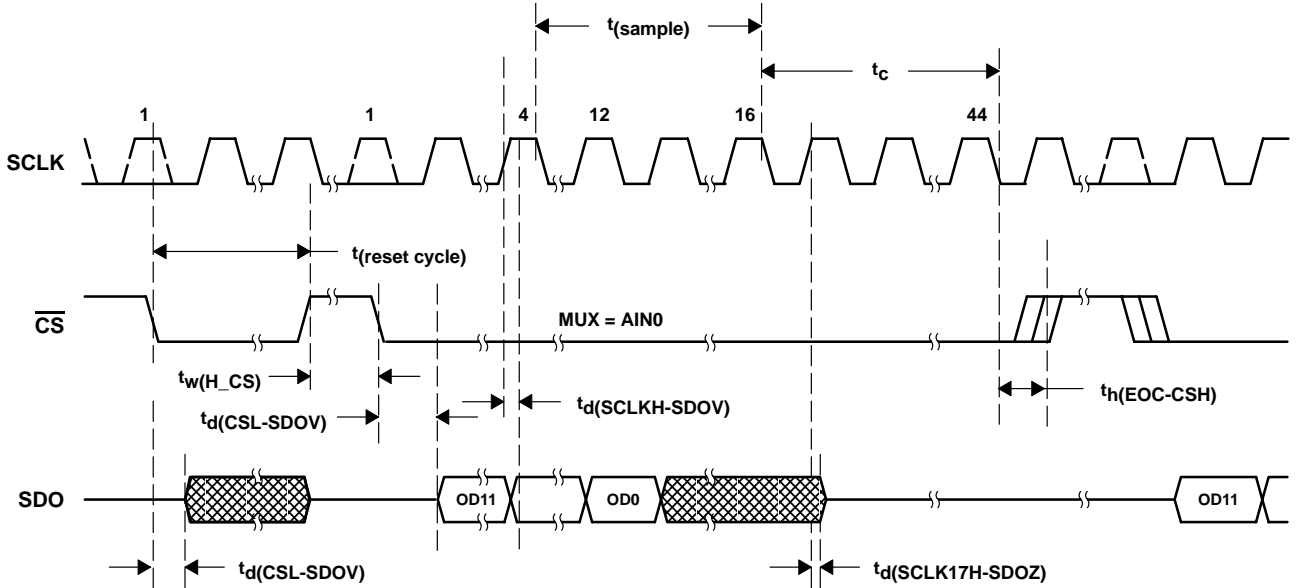 t(sample)
tc
1 1 4 12 16 44
SCLK
t(reset cycle)
CS
MUX = AIN0
tw(H_CS)
td(CSL-SDOV)
td(SCLKH-SDOV)
th(EOC-CSH)
SDO
OD11
OD0
OD11
td(CSL-SDOV)
td(SCLK17H-SDOZ)